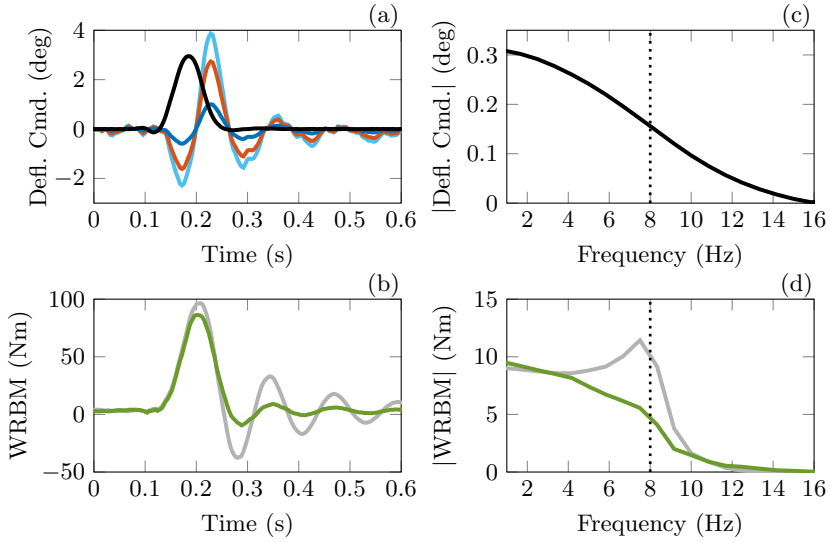 (a)
Defl. Cmd. (deg)
4
2
0
−2
0 0.1 0.2 0.3 0.4 0.5 0.6
Time (s)
(c)
|Defl. Cmd.| (deg)
0.3
0.2
0.1
0
2 4 6 8 10 12 14 16
Frequency (Hz)
(b)
WRBM (Nm)
100
50
0
−50
0 0.1 0.2 0.3 0.4 0.5 0.6
Time (s)
(d)
|WRBM| (Nm)
15
10
5
0
2 4 6 8 10 12 14 16
Frequency (Hz)